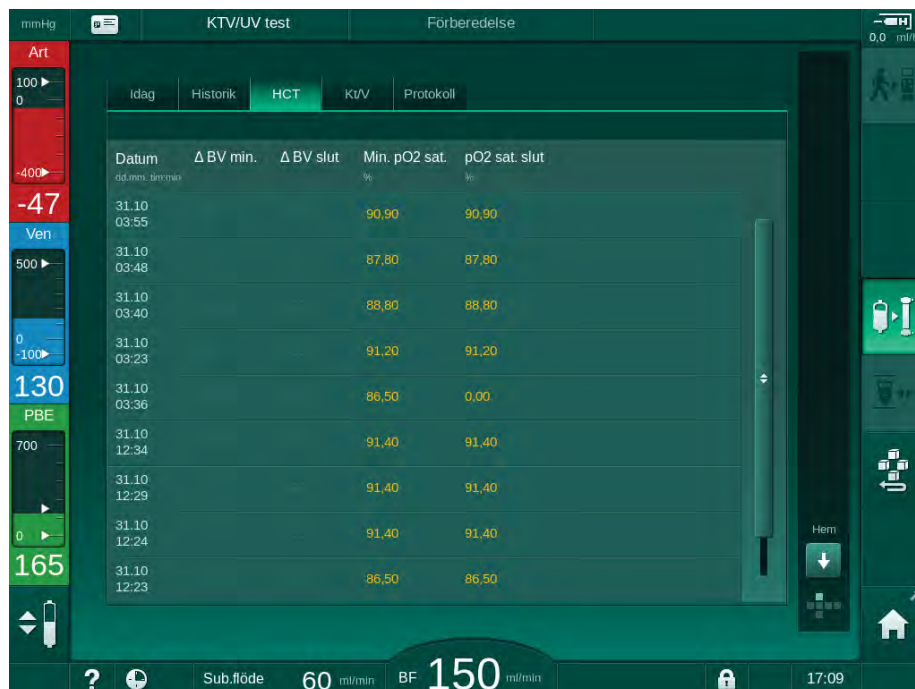 mmHg KTV/UV test Förberedelse
0,0 ml/h
Art
100
0
-400
-47
Ven
500
0
-100
130
PBE
700
0
165
Idag Historik HCT Kt/V Protokoll
Datum Δ BV min. Δ BV slut Min. pO2 sat. pO2 sat. slut
dd.mm. tim:min % %
31.10
03:55 90,90 90,90
31.10
03:48 87,80 87,80
31.10
03:40 88,80 88,80
31.10
03:23 91,20 91,20
31.10
03:36 86,50 0,00
31.10
12:34 91,40 91,40
31.10
12:29 91,40 91,40
31.10
12:24 91,40 91,40
31.10
12:23 86,50 86,50
Hem
? Sub.flöde 60 ml/min BF 150 ml/min 17:09